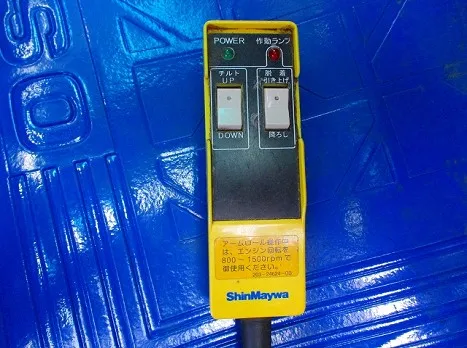 POWER 作動ランプ
チルト 脱着
UP 引き上げ
DOWN 降ろし
アームロール操作中
は、エンジン回転を
800～1500rpmで
御使用ください。
ShinMaywa